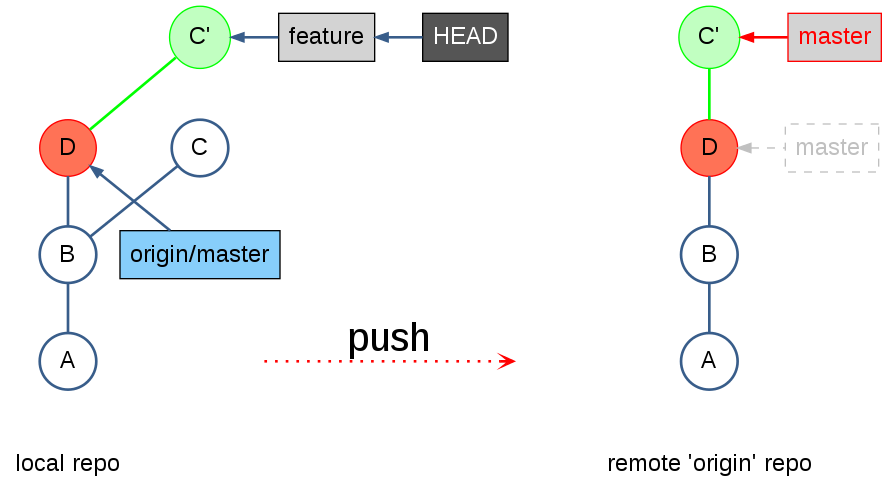 C' feature HEAD C' master
D C D master
B origin/master B
push
A A
local repo remote 'origin' repo